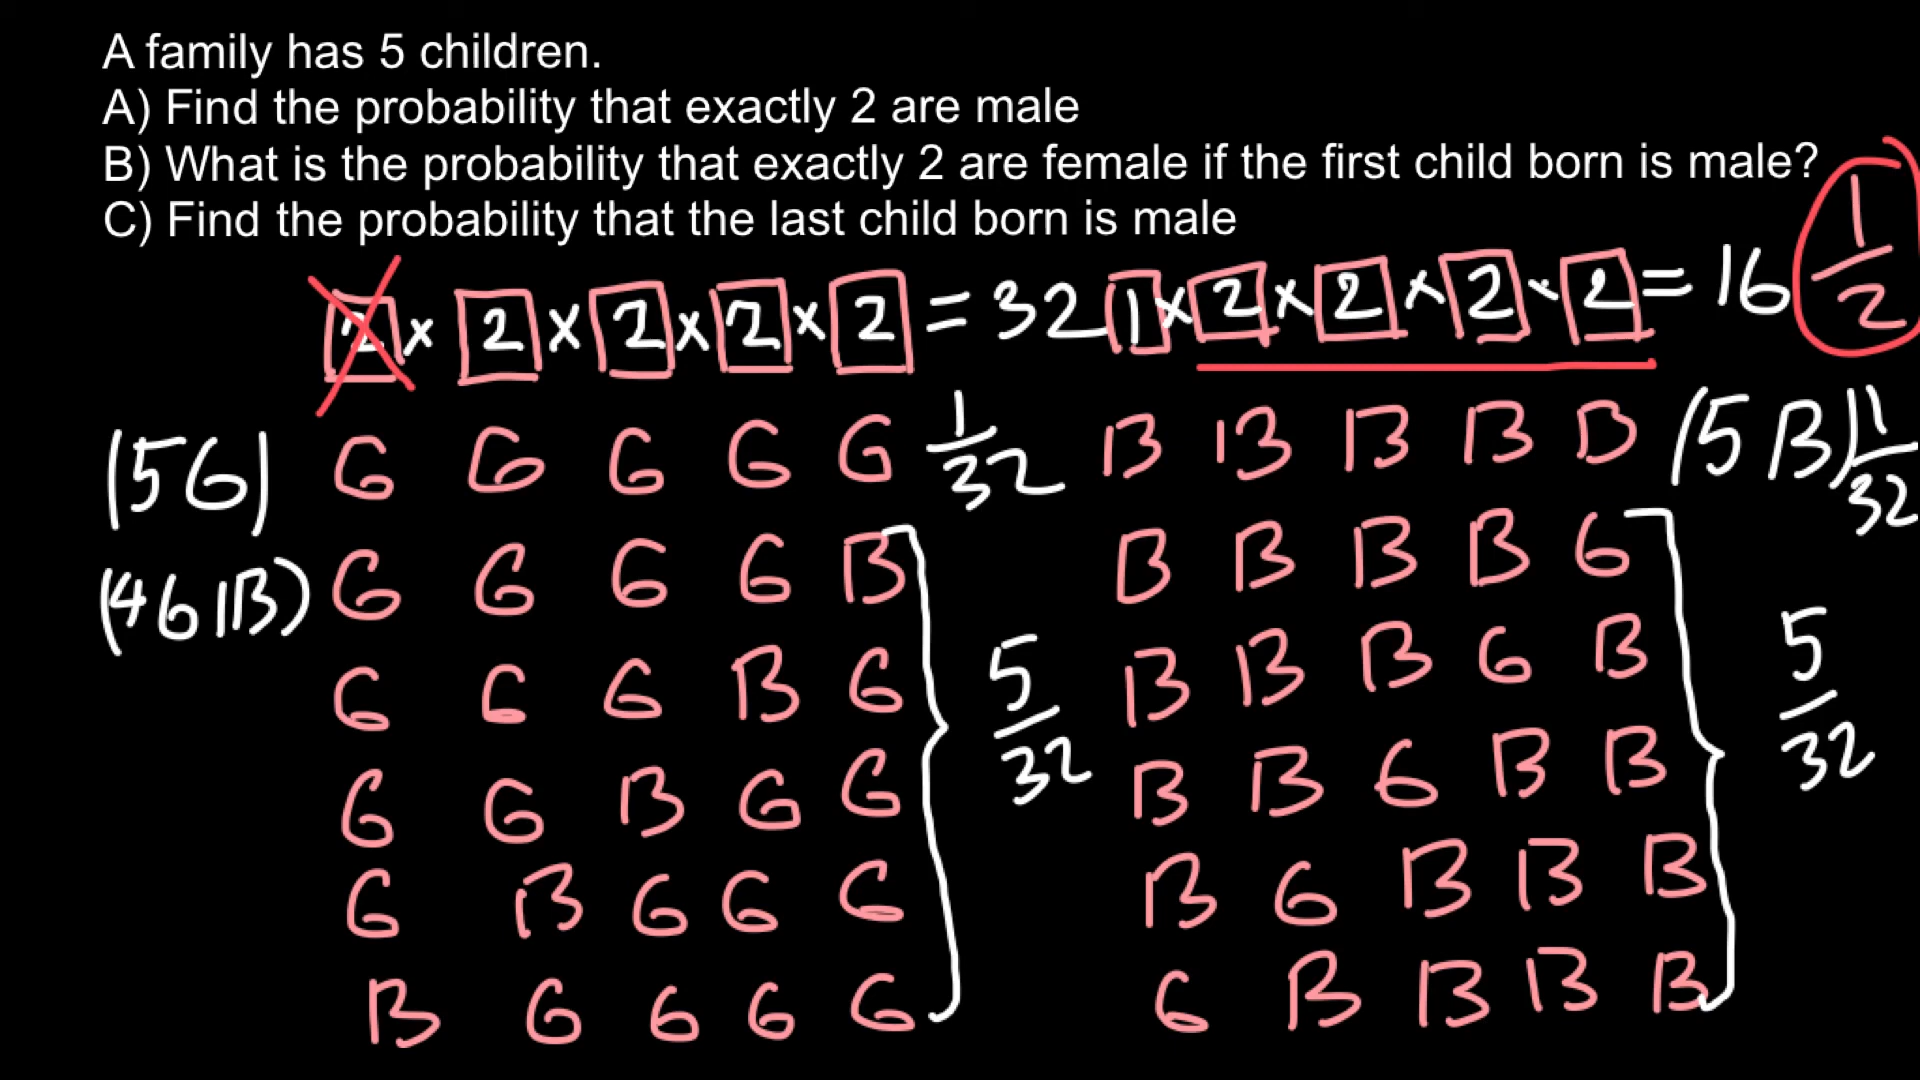 A family has 5 children.
A) Find the probability that exactly 2 are male
B) What is the probability that exactly 2 are female if the first child born is male?
C) Find the probability that the last child born is male
2 × 2 × 2 × 2 × 2 = 32 1 × 2 × 2 × 2 × 2 = 16 1/2
(5G) G G G G G 1/32 B B B B B (5B) 1/32
(4G1B) G G G G B B B B B G
G G G B G 5/32 B B B G B 5/32
G G B G G B B G B B
G B G G G B G B B B
B G G G G G B B B B